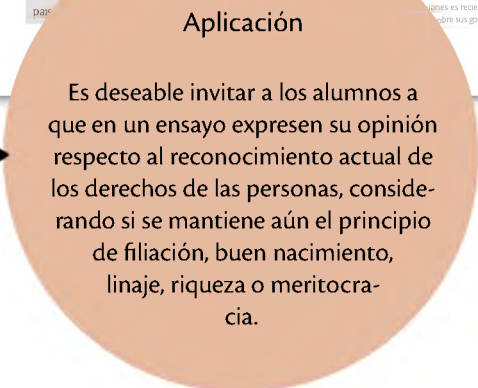 Aplicación
Es deseable invitar a los alumnos a
que en un ensayo expresen su opinión
respecto al reconocimiento actual de
los derechos de las personas, conside-
rando si se mantiene aún el principio
de filiación, buen nacimiento,
linaje, riqueza o meritocra-
cia.